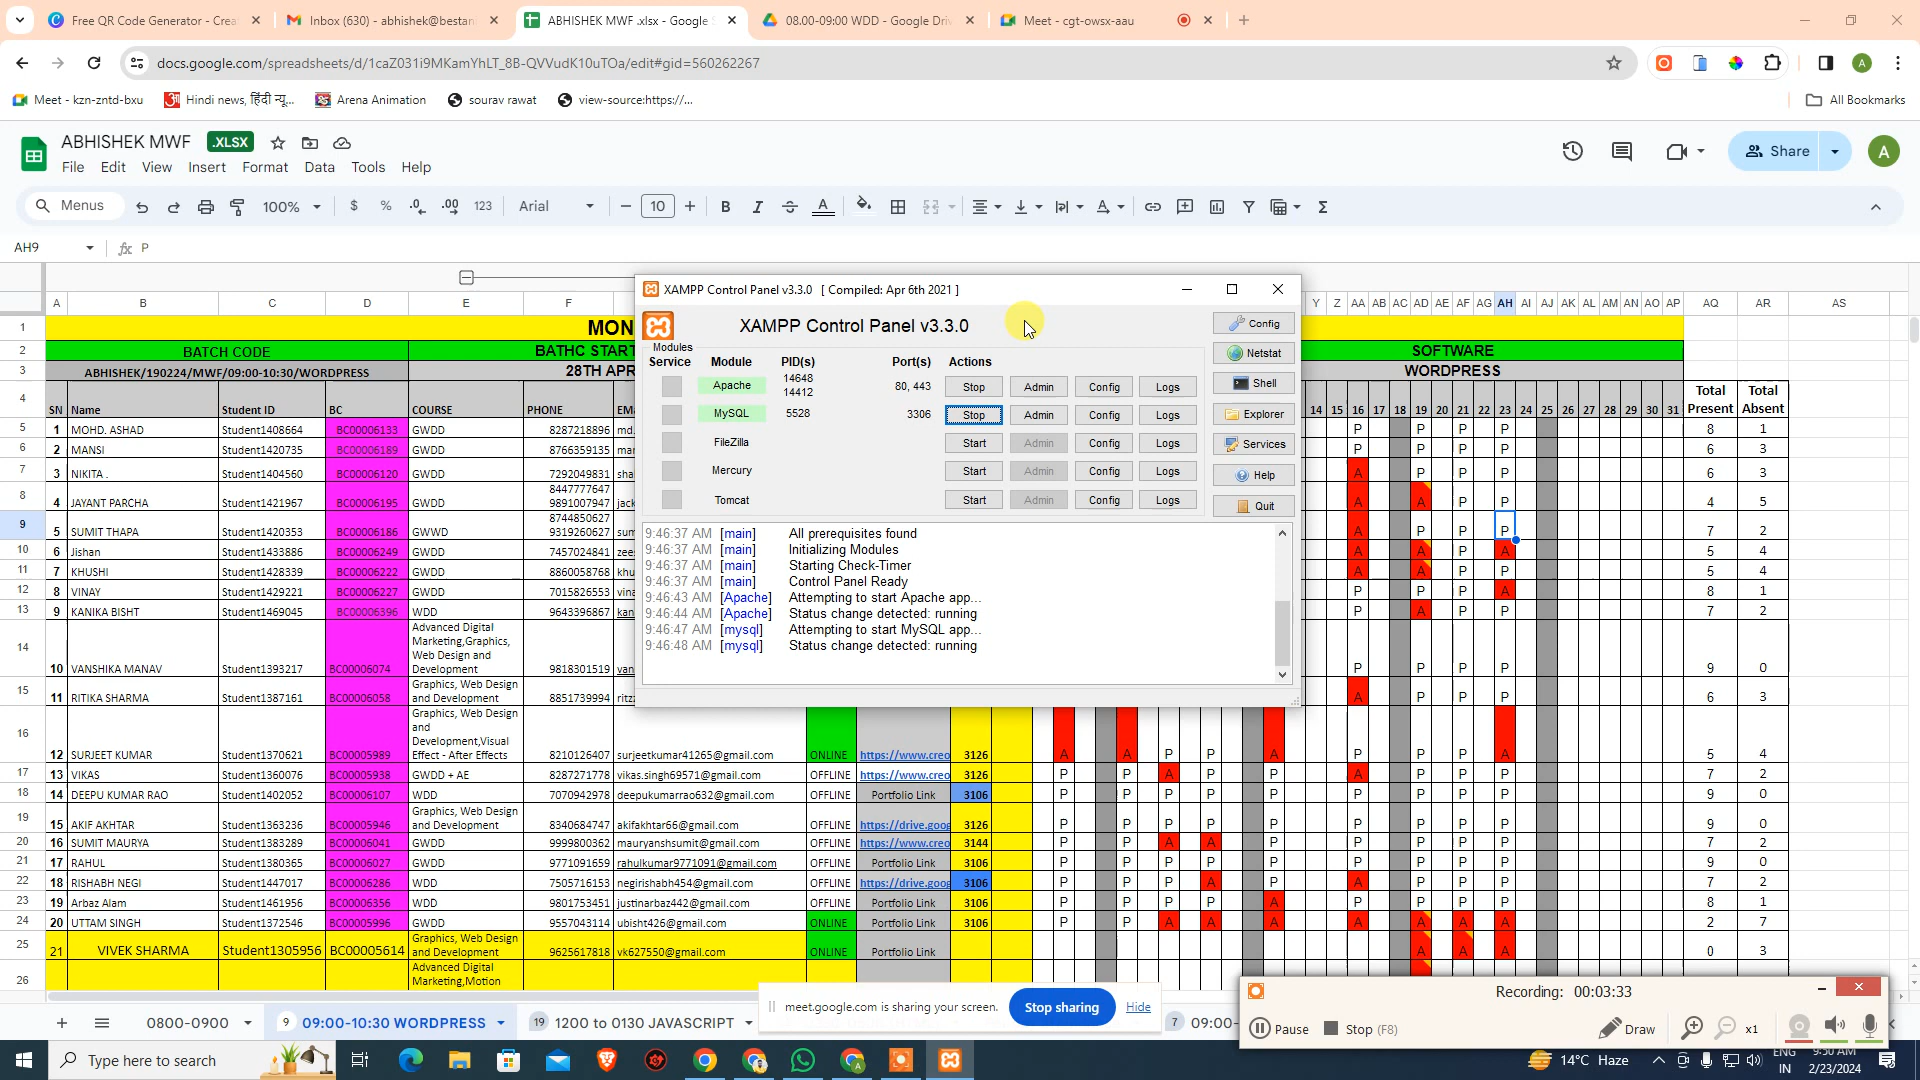 Free QR Code Generator - Crea
Inbox (630) - abhishek@bestan
ABHISHEK MWF .xlsx - Google S
08.00-09:00 WDD - Google Driv
Meet - cgt-owsx-aau
docs.google.com/spreadsheets/d/1caZ031i9MKamYhLT_8B-QVVudK10uTOa/edit#gid=560262267
Meet - kzn-zntd-bxu
Hindi news, हिंदी न्यू...
Arena Animation
sourav rawat
view-source:https://...
All Bookmarks
ABHISHEK MWF .XLSX
File Edit View Insert Format Data Tools Help
Share
A
Menus 100% $ % .0 .00 123 Arial 10
AH9 fx P
A B C D E F Y Z AA AB AC AD AE AF AG AH AI AJ AK AL AM AN AO AP AQ AR AS
1 MON
2 BATCH CODE BATHC START SOFTWARE
3 ABHISHEK/190224/MWF/09:00-10:30/WORDPRESS 28TH APR WORDPRESS
4 SN Name Student ID BC COURSE PHONE EMA 14 15 16 17 18 19 20 21 22 23 24 25 26 27 28 29 30 31 Total Present Total Absent
5 1 MOHD. ASHAD Student1408664 BC00006133 GWDD 8287218896 md. P P P P 8 1
6 2 MANSI Student1420735 BC00006189 GWDD 8766359135 mar P P P P 6 3
7 3 NIKITA . Student1404560 BC00006120 GWDD 7292049831 sha A P P P 6 3
8 4 JAYANT PARCHA Student1421967 BC00006195 GWDD 8447777647 9891007947 jack A A P P 4 5
9 5 SUMIT THAPA Student1420353 BC00006186 GWWD 8744850627 9319260627 sum A P P P 7 2
10 6 Jishan Student1433886 BC00006249 GWDD 7457024841 zee A A P A 5 4
11 7 KHUSHI Student1428339 BC00006222 GWDD 8860058768 khu A A P P 5 4
12 8 VINAY Student1429221 BC00006227 GWDD 7015826553 vina P P P A 8 1
13 9 KANIKA BISHT Student1469045 BC00006396 WDD 9643396867 kan P A P P 7 2
14 10 VANSHIKA MANAV Student1393217 BC00006074 Advanced Digital Marketing,Graphics, Web Design and Development 9818301519 van P P P P 9 0
15 11 RITIKA SHARMA Student1387161 BC00006058 Graphics, Web Design and Development 8851739994 ritz A P P P 6 3
16 12 SURJEET KUMAR Student1370621 BC00005989 Graphics, Web Design and Development,Visual Effect - After Effects 8210126407 surjeetkumar41265@gmail.com ONLINE https://www.creo 3126 A A P P A P P P A 5 4
17 13 VIKAS Student1360076 BC00005938 GWDD + AE 8287271778 vikas.singh69571@gmail.com OFFLINE https://www.creo 3126 P P A P P A P P P 7 2
18 14 DEEPU KUMAR RAO Student1402052 BC00006107 WDD 7070942978 deepukumarrao632@gmail.com OFFLINE Portfolio Link 3106 P P P P P P P P P 9 0
19 15 AKIF AKHTAR Student1363236 BC00005946 Graphics, Web Design and Development 8340684747 akifakhtar66@gmail.com OFFLINE https://drive.goog 3126 P P P P P P P P P 9 0
20 16 SUMIT MAURYA Student1383289 BC00006041 GWDD 9999800362 mauryanshsumit@gmail.com OFFLINE https://www.creo 3144 P P A A P P P P P 7 2
21 17 RAHUL Student1380365 BC00006027 GWDD 9771091659 rahulkumar9771091@gmail.com OFFLINE Portfolio Link 3106 P P P P P P P P P 9 0
22 18 RISHABH NEGI Student1447017 BC00006286 WDD 7505716153 negirishabh454@gmail.com OFFLINE https://drive.goog 3106 P P P A P A P P P 7 2
23 19 Arbaz Alam Student1461956 BC00006356 WDD 9801753451 justinarbaz442@gmail.com OFFLINE Portfolio Link 3106 P P P P A P P P P 8 1
24 20 UTTAM SINGH Student1372546 BC00005996 GWDD 9557043114 ubisht426@gmail.com ONLINE Portfolio Link 3106 P P A A A A A A A 2 7
25 21 VIVEK SHARMA Student1305956 BC00005614 Graphics, Web Design and Development 9625617818 vk627550@gmail.com ONLINE Portfolio Link A A A 0 3
26 Advanced Digital Marketing,Motion
XAMPP Control Panel v3.3.0 [ Compiled: Apr 6th 2021 ]
XAMPP Control Panel v3.3.0
Config
Modules
Service Module PID(s) Port(s) Actions
Netstat
Apache 14648 14412 80, 443 Stop Admin Config Logs
Shell
MySQL 5528 3306 Stop Admin Config Logs
Explorer
FileZilla Start Admin Config Logs
Services
Mercury Start Admin Config Logs
Help
Tomcat Start Admin Config Logs
Quit
9:46:37 AM [main] All prerequisites found
9:46:37 AM [main] Initializing Modules
9:46:37 AM [main] Starting Check-Timer
9:46:37 AM [main] Control Panel Ready
9:46:43 AM [Apache] Attempting to start Apache app...
9:46:44 AM [Apache] Status change detected: running
9:46:47 AM [mysql] Attempting to start MySQL app...
9:46:48 AM [mysql] Status change detected: running
0800-0900
9 09:00-10:30 WORDPRESS
19 1200 to 0130 JAVASCRIPT
7 09:00-
meet.google.com is sharing your screen. Stop sharing Hide
Recording: 00:03:33
Pause Stop (F8) Draw x1
Type here to search
14°C Haze
ENG IN
9:50 AM
2/23/2024